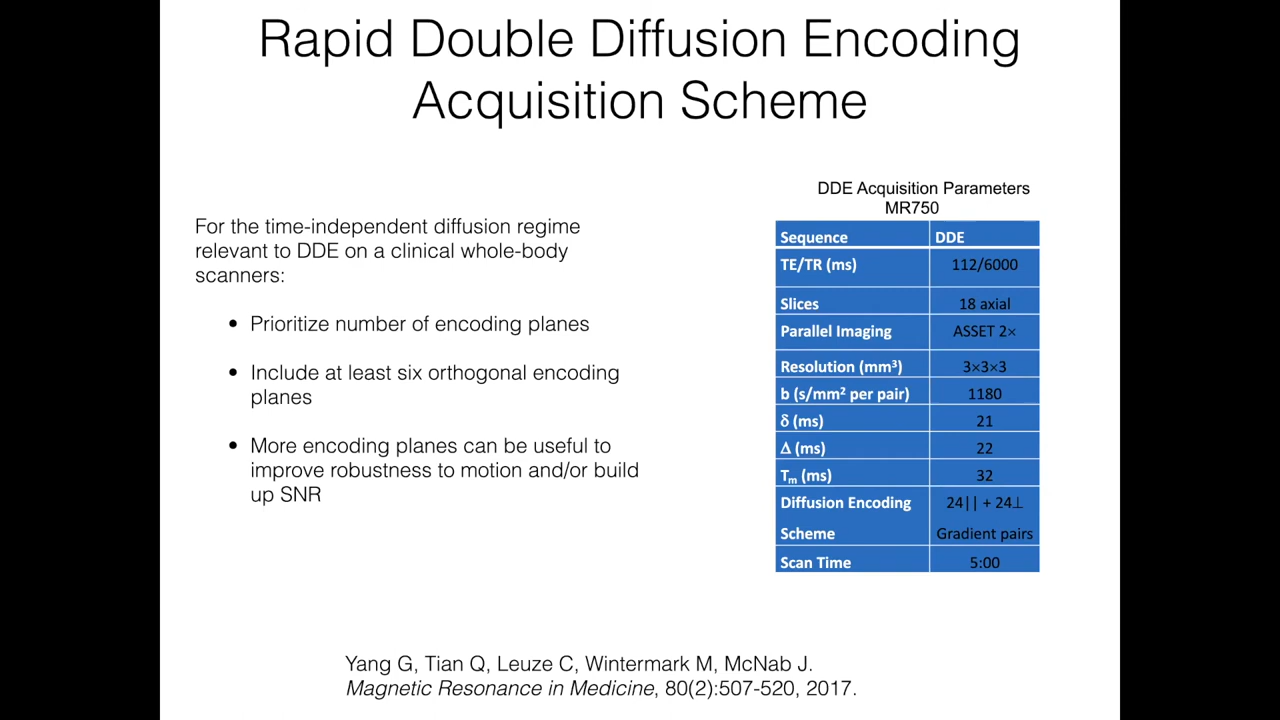 Rapid Double Diffusion Encoding
Acquisition Scheme
For the time-independent diffusion regime
relevant to DDE on a clinical whole-body
scanners:
• Prioritize number of encoding planes
• Include at least six orthogonal encoding
planes
• More encoding planes can be useful to
improve robustness to motion and/or build
up SNR
DDE Acquisition Parameters
MR750
Sequence DDE
TE/TR (ms) 112/6000
Slices 18 axial
Parallel Imaging ASSET 2×
Resolution (mm³) 3×3×3
b (s/mm² per pair) 1180
δ (ms) 21
Δ (ms) 22
Tₘ (ms) 32
Diffusion Encoding 24|| + 24⊥
Scheme Gradient pairs
Scan Time 5:00
Yang G, Tian Q, Leuze C, Wintermark M, McNab J.
Magnetic Resonance in Medicine, 80(2):507-520, 2017.